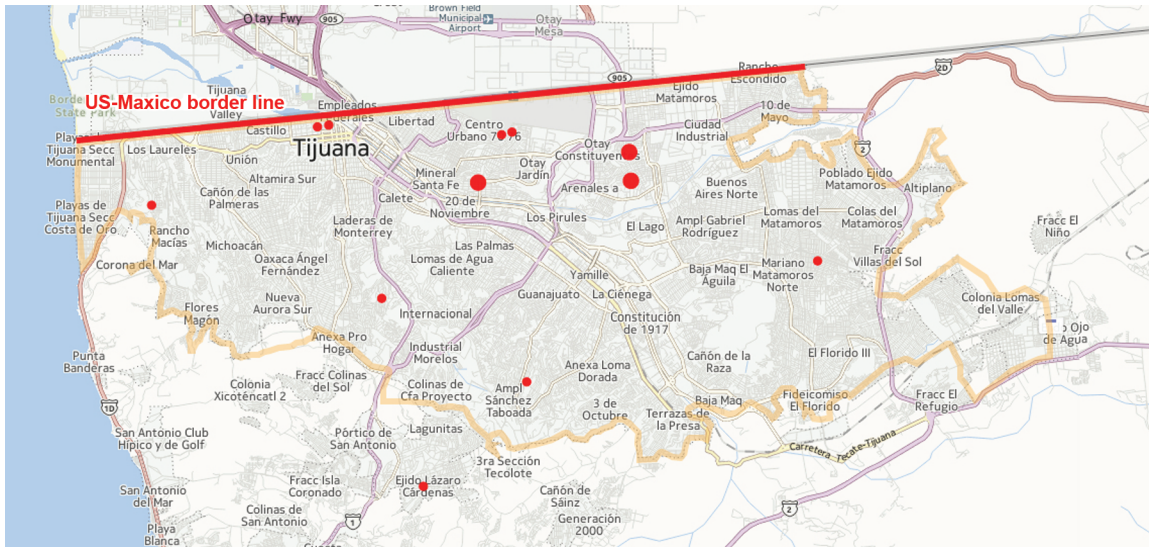 Otay Fwy
905
Brown Field
Municipal
Airport
Otay
Mesa
905
2D
Tijuana
Valley
Border
State Park
US-Maxico border line
Empleados
Federales
Rancho
Escondido
Ejido
Matamoros
10 de
Mayo
Playas de
Tijuana Secc
Monumental
Castillo
Libertad
Centro
Urbano 70 76
Ciudad
Industrial
Los Laureles
Unión
Tijuana
Otay
Constituyentes
2
Otay
Jardín
Mineral
Santa Fe
Altamira Sur
Cañón de las
Palmeras
Calete
20 de
Noviembre
Arenales a
Buenos
Aires Norte
Poblado Ejido
Matamoros
Altiplano
Playas de
Tijuana Secc
Costa de Oro
Rancho
Macías
Laderas de
Monterrey
Los Pirules
El Lago
Ampl Gabriel
Rodríguez
Lomas del
Matamoros
Colas del
Matamoros
Fracc El
Niño
Michoacán
Las Palmas
Lomas de Agua
Caliente
Fracc
Villas del Sol
Corona del Mar
Oaxaca Ángel
Fernández
Yamille
Baja Maq El
Águila
Mariano
Matamoros
Norte
Flores
Magón
Nueva
Aurora Sur
Guanajuato
La Ciénega
Colonia Lomas
del Valle
Internacional
Constitución
de 1917
Ojo
de Agua
Anexa Pro
Hogar
Industrial
Morelos
Punta
Banderas
Cañón de la
Raza
El Florido III
Anexa Loma
Dorada
Fracc Colinas
del Sol
Colonia
Xicoténcatl 2
Colinas de
Cfa Proyecto
Ampl
Sánchez
Taboada
Baja Maq
Fideicomiso
El Florido
Fracc El
Refugio
1D
3 de
Octubre
Terrazas de
la Presa
Lagunitas
San Antonio Club
Hípico y de Golf
Pórtico de
San Antonio
Carretera Tecate-Tijuana
3ra Sección
Tecolote
Fracc Isla
Coronado
Ejido Lázaro
Cárdenas
San Antonio
del Mar
Cañón de
Sáinz
Colinas de
San Antonio
1
2
Generación
2000
Playa
Blanca